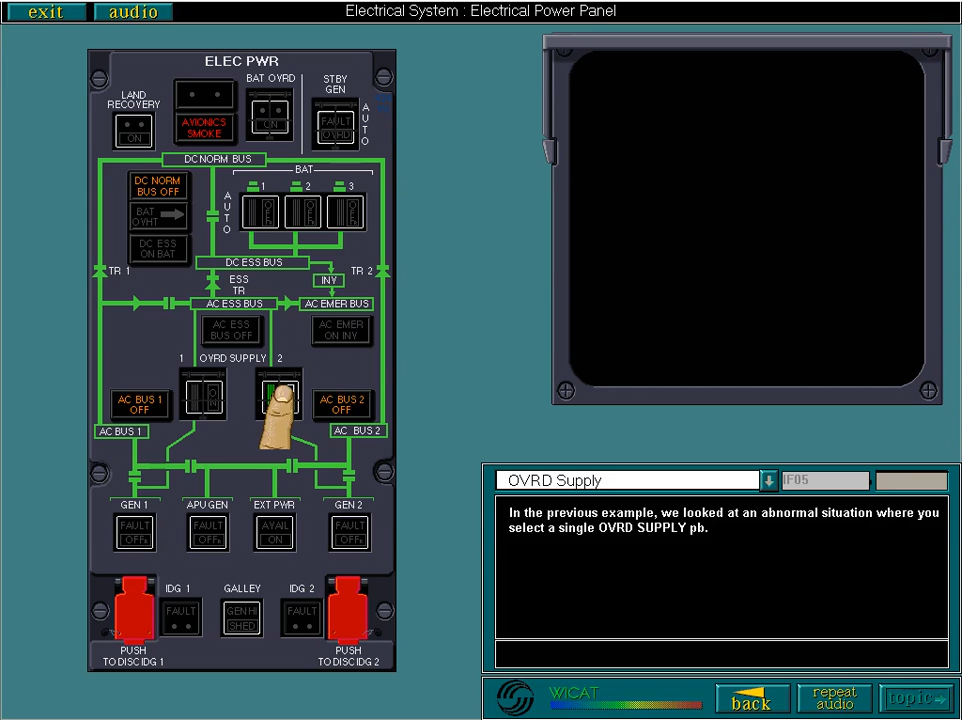 exit
audio
Electrical System : Electrical Power Panel
ELEC PWR
BAT OVRD
STBY
GEN
LAND
RECOVERY
ON
AVIONICS
SMOKE
ON
FAULT
OVRD
A
U
T
O
DC NORM BUS
BAT
DC NORM
BUS OFF
BAT
OVHT
DC ESS
ON BAT
A
U
T
O
1
2
3
OFF
OFF
OFF
DC ESS BUS
TR 1
TR 2
ESS
TR
INV
AC ESS BUS
AC EMER BUS
AC ESS
BUS OFF
AC EMER
ON INV
1 OVRD SUPPLY 2
ON
AC BUS 1
OFF
AC BUS 2
OFF
AC BUS 1
AC BUS 2
GEN 1
APU GEN
EXT PWR
GEN 2
FAULT
OFF R
FAULT
OFF R
AVAIL
ON
FAULT
OFF R
IDG 1
GALLEY
IDG 2
FAULT
GEN HI
SHED
FAULT
PUSH
TO DISC IDG 1
PUSH
TO DISC IDG 2
OVRD Supply
IF05
In the previous example, we looked at an abnormal situation where you
select a single OVRD SUPPLY pb.
WICAT
back
repeat
audio
topic